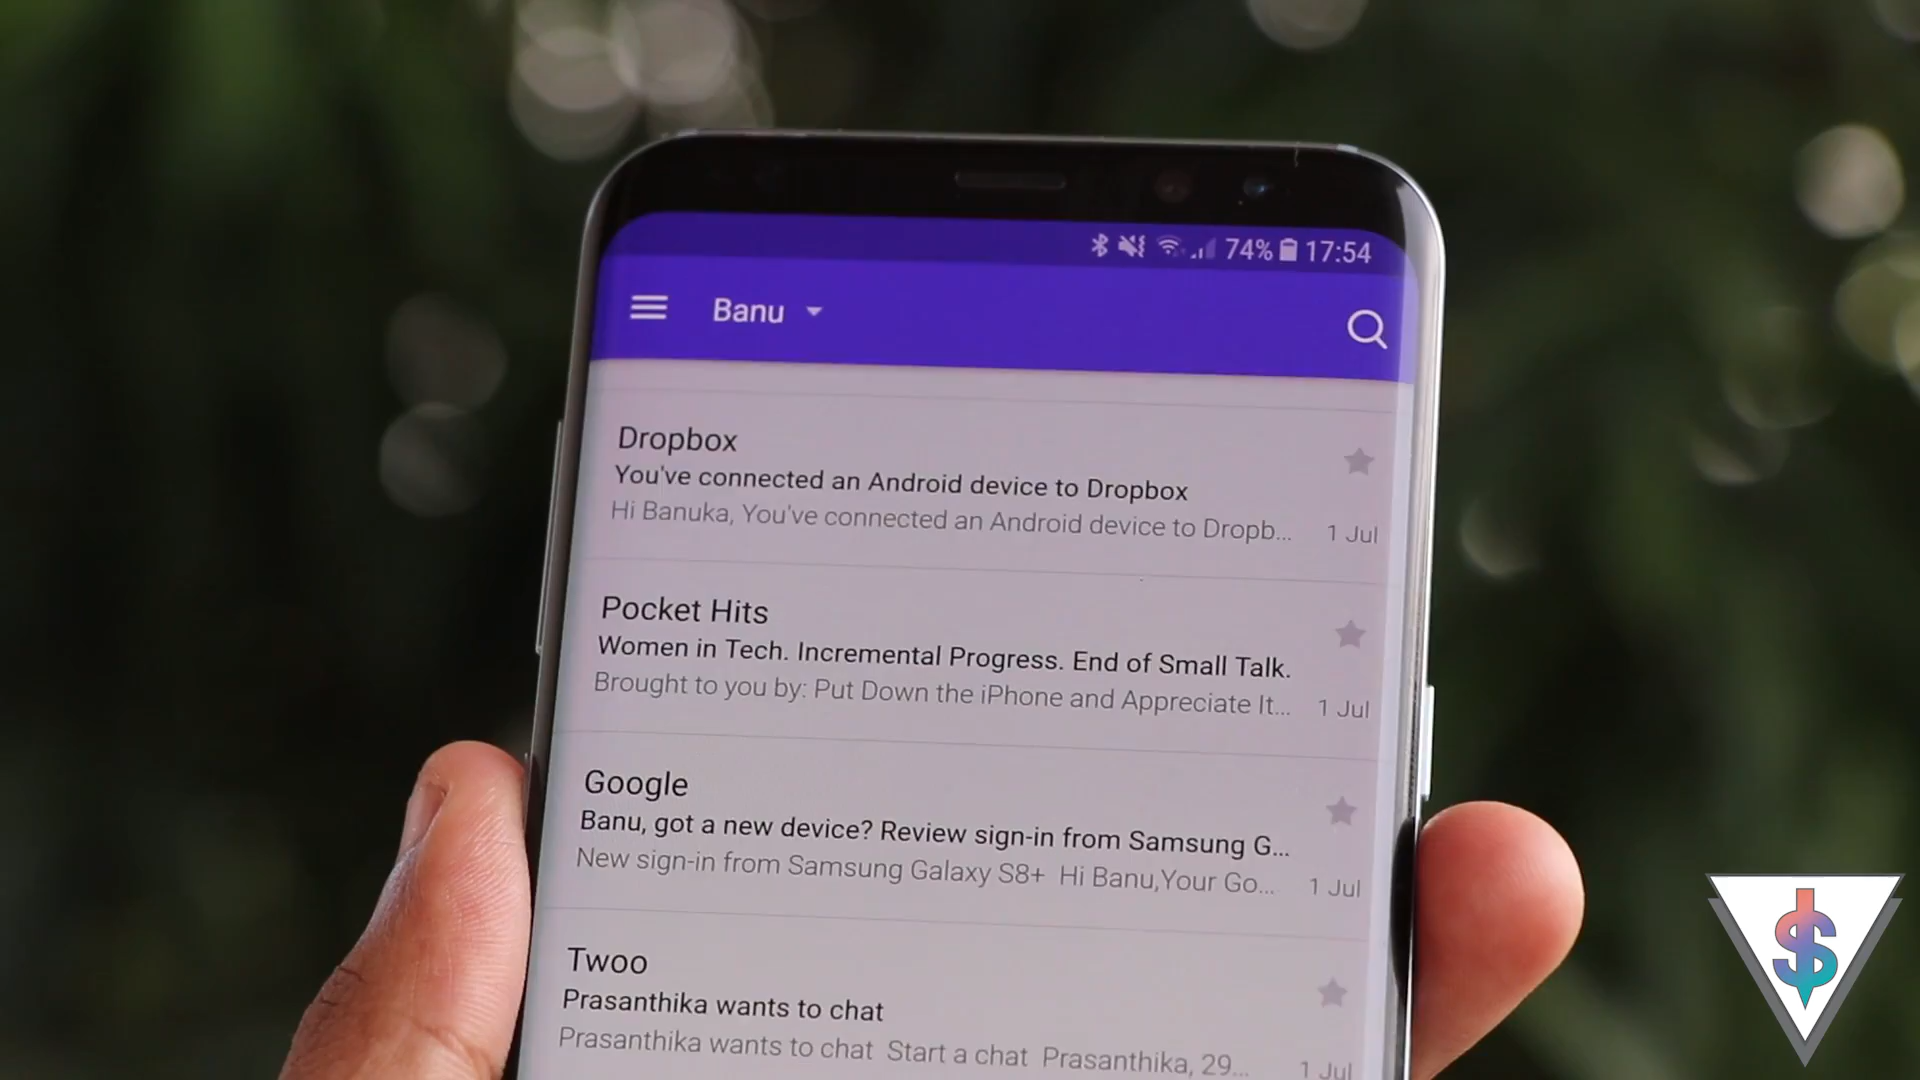 74% 17:54
Banu
Dropbox
You've connected an Android device to Dropbox
Hi Banuka, You've connected an Android device to Dropb... 1 Jul
Pocket Hits
Women in Tech. Incremental Progress. End of Small Talk.
Brought to you by: Put Down the iPhone and Appreciate It... 1 Jul
Google
Banu, got a new device? Review sign-in from Samsung G...
New sign-in from Samsung Galaxy S8+ Hi Banu,Your Go... 1 Jul
Twoo
Prasanthika wants to chat
Prasanthika wants to chat Start a chat Prasanthika, 29... 1 Jul
$